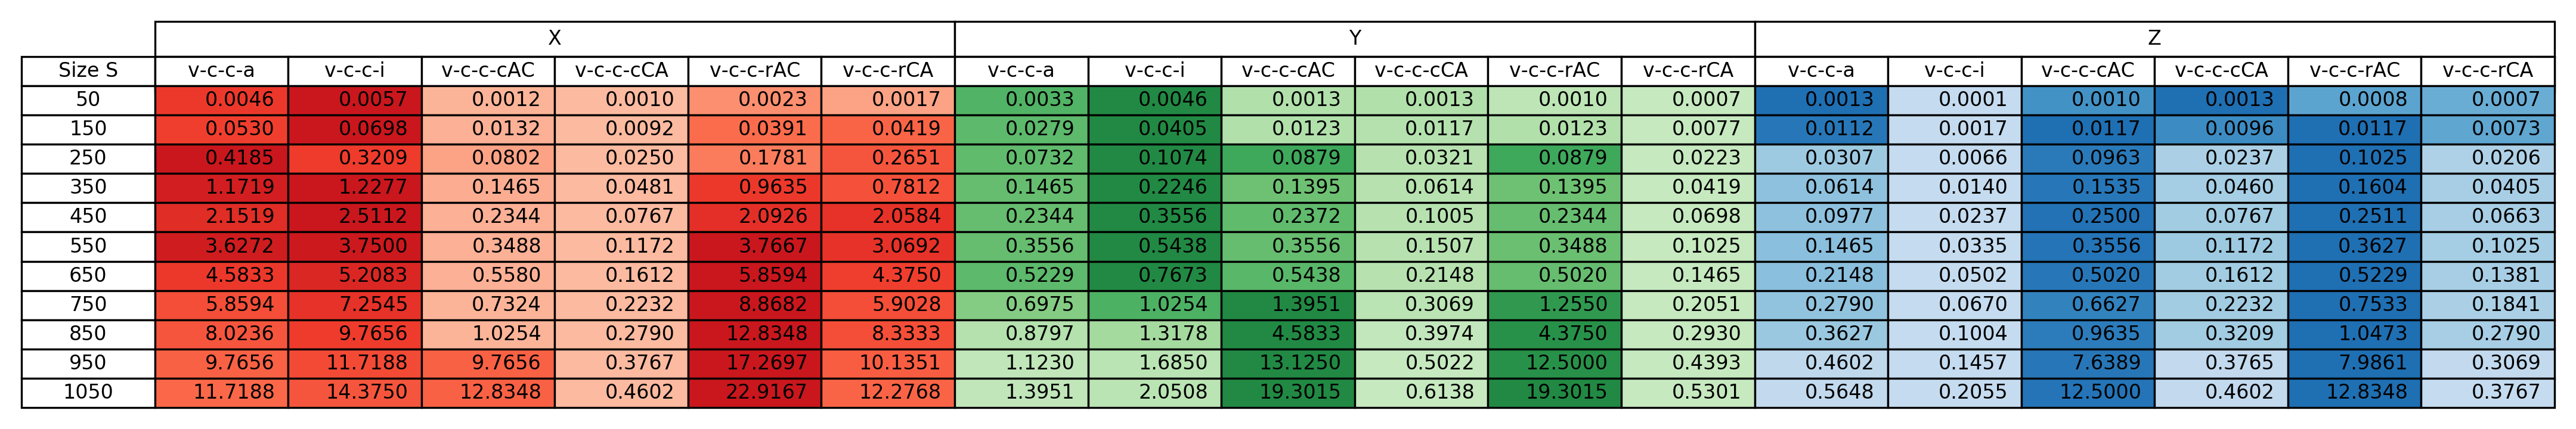 X Y Z
Size S v-c-c-a v-c-c-i v-c-c-cAC v-c-c-cCA v-c-c-rAC v-c-c-rCA v-c-c-a v-c-c-i v-c-c-cAC v-c-c-cCA v-c-c-rAC v-c-c-rCA v-c-c-a v-c-c-i v-c-c-cAC v-c-c-cCA v-c-c-rAC v-c-c-rCA
50 0.0046 0.0057 0.0012 0.0010 0.0023 0.0017 0.0033 0.0046 0.0013 0.0013 0.0010 0.0007 0.0013 0.0001 0.0010 0.0013 0.0008 0.0007
150 0.0530 0.0698 0.0132 0.0092 0.0391 0.0419 0.0279 0.0405 0.0123 0.0117 0.0123 0.0077 0.0112 0.0017 0.0117 0.0096 0.0117 0.0073
250 0.4185 0.3209 0.0802 0.0250 0.1781 0.2651 0.0732 0.1074 0.0879 0.0321 0.0879 0.0223 0.0307 0.0066 0.0963 0.0237 0.1025 0.0206
350 1.1719 1.2277 0.1465 0.0481 0.9635 0.7812 0.1465 0.2246 0.1395 0.0614 0.1395 0.0419 0.0614 0.0140 0.1535 0.0460 0.1604 0.0405
450 2.1519 2.5112 0.2344 0.0767 2.0926 2.0584 0.2344 0.3556 0.2372 0.1005 0.2344 0.0698 0.0977 0.0237 0.2500 0.0767 0.2511 0.0663
550 3.6272 3.7500 0.3488 0.1172 3.7667 3.0692 0.3556 0.5438 0.3556 0.1507 0.3488 0.1025 0.1465 0.0335 0.3556 0.1172 0.3627 0.1025
650 4.5833 5.2083 0.5580 0.1612 5.8594 4.3750 0.5229 0.7673 0.5438 0.2148 0.5020 0.1465 0.2148 0.0502 0.5020 0.1612 0.5229 0.1381
750 5.8594 7.2545 0.7324 0.2232 8.8682 5.9028 0.6975 1.0254 1.3951 0.3069 1.2550 0.2051 0.2790 0.0670 0.6627 0.2232 0.7533 0.1841
850 8.0236 9.7656 1.0254 0.2790 12.8348 8.3333 0.8797 1.3178 4.5833 0.3974 4.3750 0.2930 0.3627 0.1004 0.9635 0.3209 1.0473 0.2790
950 9.7656 11.7188 9.7656 0.3767 17.2697 10.1351 1.1230 1.6850 13.1250 0.5022 12.5000 0.4393 0.4602 0.1457 7.6389 0.3765 7.9861 0.3069
1050 11.7188 14.3750 12.8348 0.4602 22.9167 12.2768 1.3951 2.0508 19.3015 0.6138 19.3015 0.5301 0.5648 0.2055 12.5000 0.4602 12.8348 0.3767